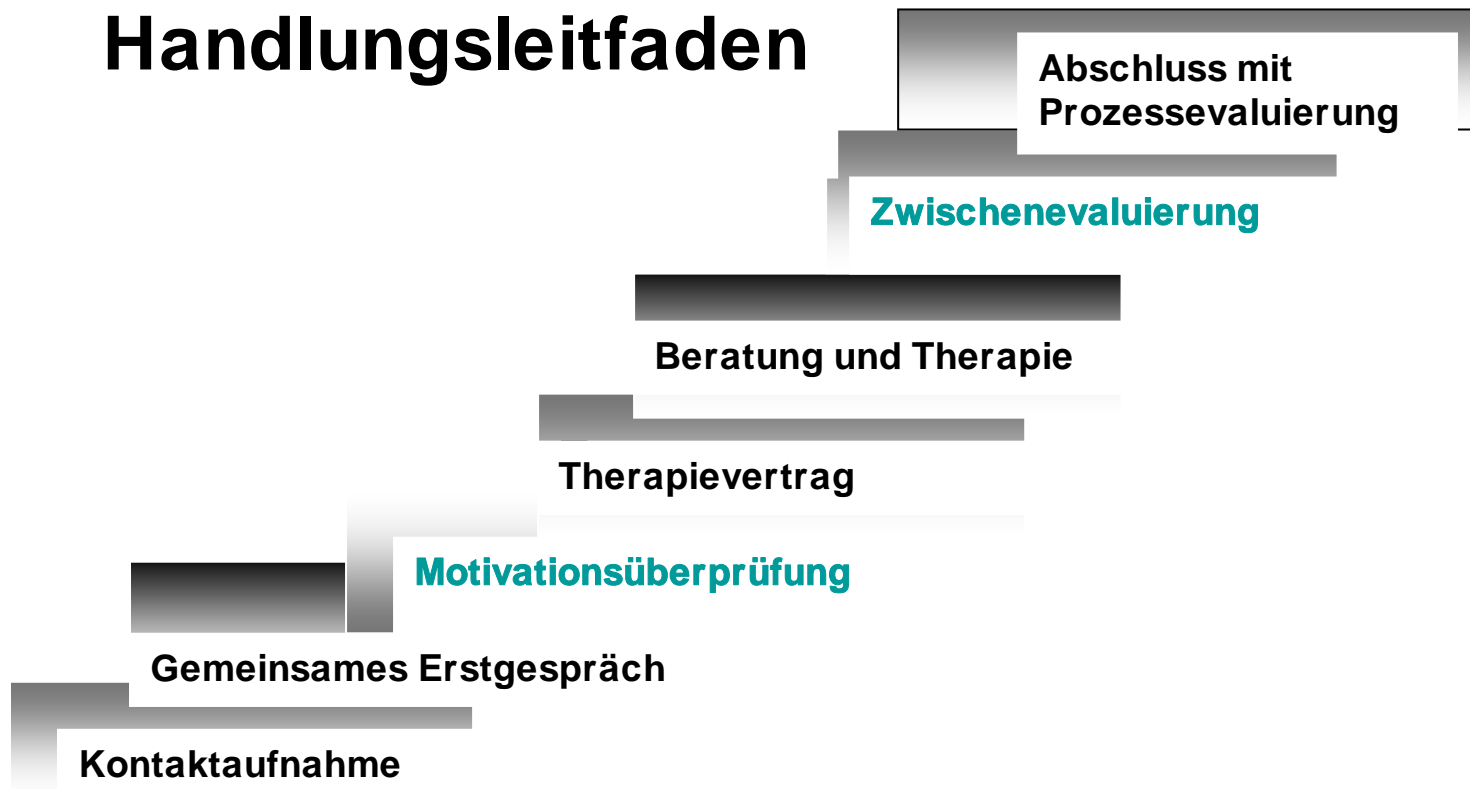 Handlungsleitfaden
Abschluss mit
Prozessevaluierung
Zwischenevaluierung
Beratung und Therapie
Therapievertrag
Motivationsüberprüfung
Gemeinsames Erstgespräch
Kontaktaufnahme